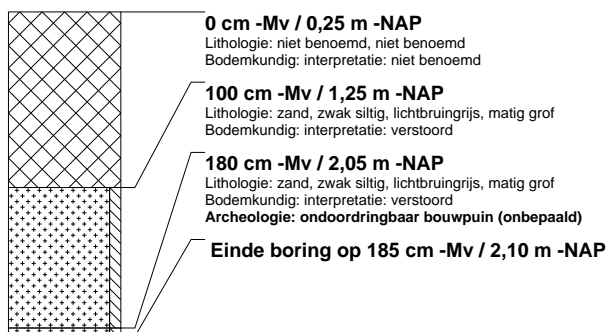 0 cm -Mv / 0,25 m -NAP
Lithologie: niet benoemd, niet benoemd
Bodemkundig: interpretatie: niet benoemd
100 cm -Mv / 1,25 m -NAP
Lithologie: zand, zwak siltig, lichtbruingrijs, matig grof
Bodemkundig: interpretatie: verstoord
180 cm -Mv / 2,05 m -NAP
Lithologie: zand, zwak siltig, lichtbruingrijs, matig grof
Bodemkundig: interpretatie: verstoord
Archeologie: ondoordringbar bouwpuin (onbepaald)
Einde boring op 185 cm -Mv / 2,10 m -NAP